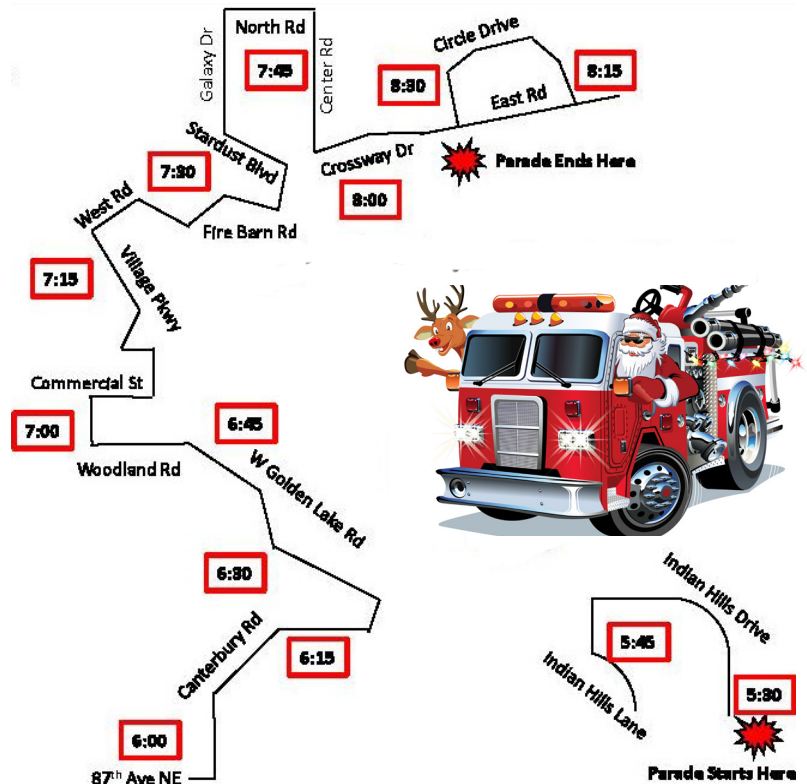 North Rd
Galaxy Dr
7:45
Center Rd
Circle Drive
8:30
8:15
East Rd
Stardust Blvd
Crossway Dr
Parade Ends Here
7:30
8:00
West Rd
Fire Barn Rd
7:15
Village Pkwy
Commercial St
7:00
6:45
Woodland Rd
W Golden Lake Rd
6:30
Canterbury Rd
6:15
6:00
87th Ave NE
Indian Hills Drive
5:45
Indian Hills Lane
5:30
Parade Starts Here